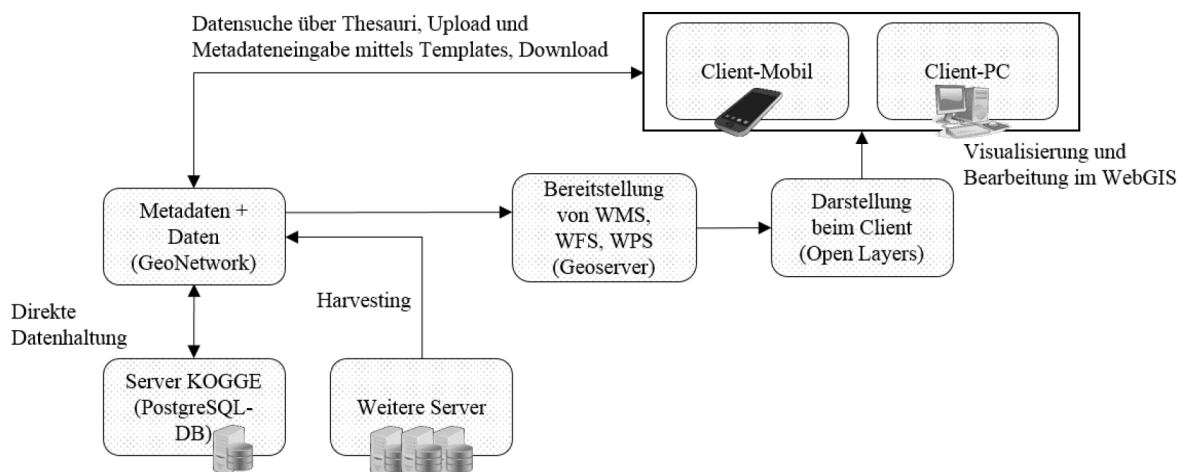 Datensuche über Thesauri, Upload und
Metadateneingabe mittels Templates, Download
Client-Mobil
Client-PC
Visualisierung und
Bearbeitung im WebGIS
Metadaten +
Daten
(GeoNetwork)
Bereitstellung
von WMS,
WFS, WPS
(Geoserver)
Darstellung
beim Client
(Open Layers)
Direkte
Datenhaltung
Harvesting
Server KOGGE
(PostgreSQL-
DB)
Weitere Server